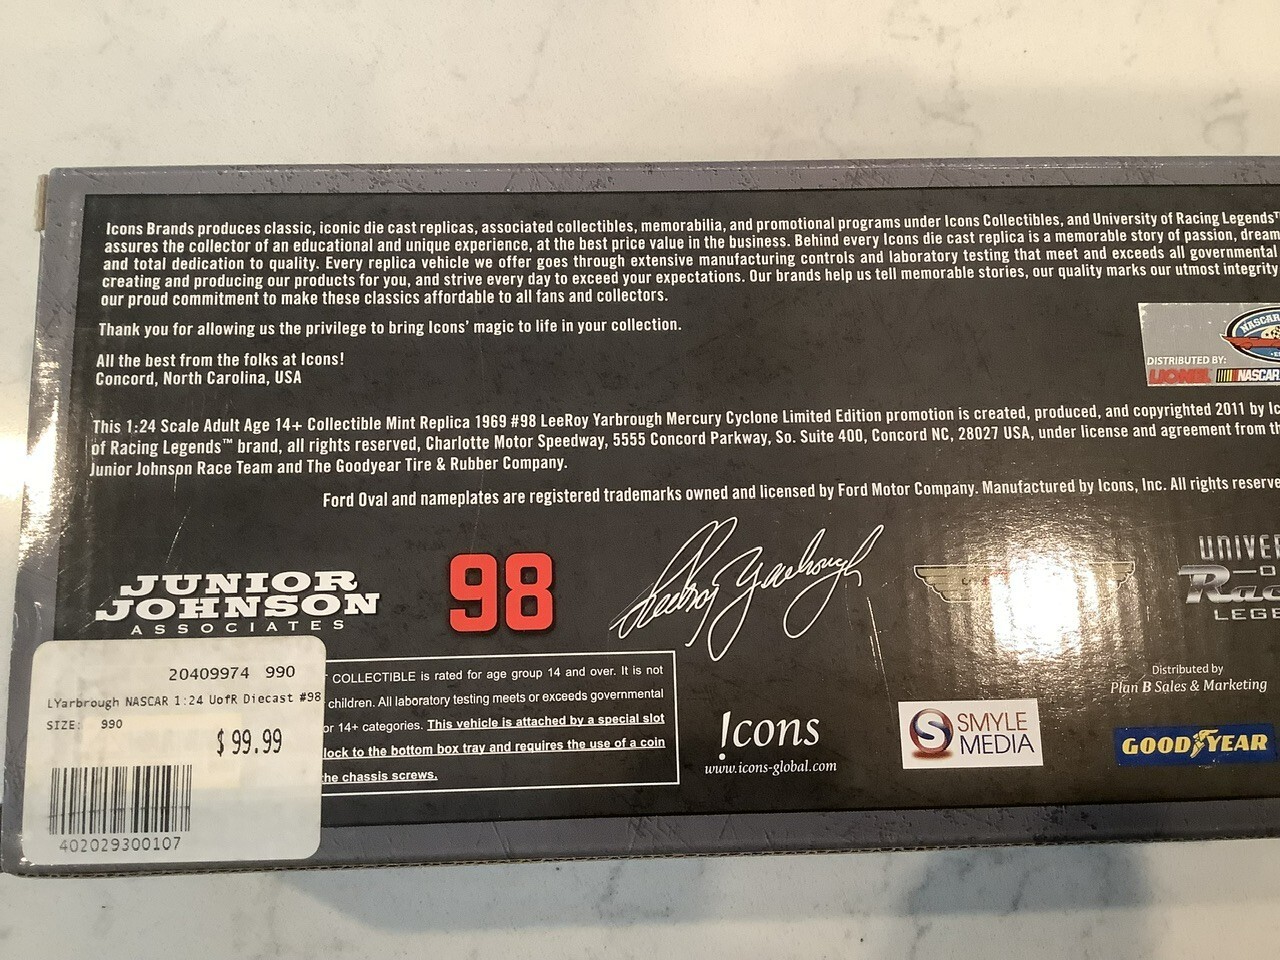 Icons Brands produces classic, iconic die cast replicas, associated collectibles, memorabilia, and promotional programs under Icons Collectibles, and University of Racing Legends™
assures the collector of an educational and unique experience, at the best price value in the business. Behind every Icons die cast replica is a memorable story of passion, dream
and total dedication to quality. Every replica vehicle we offer goes through extensive manufacturing controls and laboratory testing that meet and exceeds all governmental
creating and producing our products for you, and strive every day to exceed your expectations. Our brands help us tell memorable stories, our quality marks our utmost integrity
our proud commitment to make these classics affordable to all fans and collectors.
Thank you for allowing us the privilege to bring Icons' magic to life in your collection.
All the best from the folks at Icons!
Concord, North Carolina, USA
NASCAR
DISTRIBUTED BY:
LIONEL NASCAR
This 1:24 Scale Adult Age 14+ Collectible Mint Replica 1969 #98 LeeRoy Yarbrough Mercury Cyclone Limited Edition promotion is created, produced, and copyrighted 2011 by Ic
of Racing Legends™ brand, all rights reserved, Charlotte Motor Speedway, 5555 Concord Parkway, So. Suite 400, Concord NC, 28027 USA, under license and agreement from th
Junior Johnson Race Team and The Goodyear Tire & Rubber Company.
Ford Oval and nameplates are registered trademarks owned and licensed by Ford Motor Company. Manufactured by Icons, Inc. All rights reserve
JUNIOR
JOHNSON
ASSOCIATES
98
LeeRoy Yarbrough
UNIVER
O
Rac
LEGE
20409974 990
LYarbrough NASCAR 1:24 UofR Diecast #98
SIZE: 990
$99.99
402029300107
COLLECTIBLE is rated for age group 14 and over. It is not
children. All laboratory testing meets or exceeds governmental
or 14+ categories. This vehicle is attached by a special slot
lock to the bottom box tray and requires the use of a coin
the chassis screws.
!cons
www.icons-global.com
SMYLE
MEDIA
Distributed by
Plan B Sales & Marketing
GOODYEAR